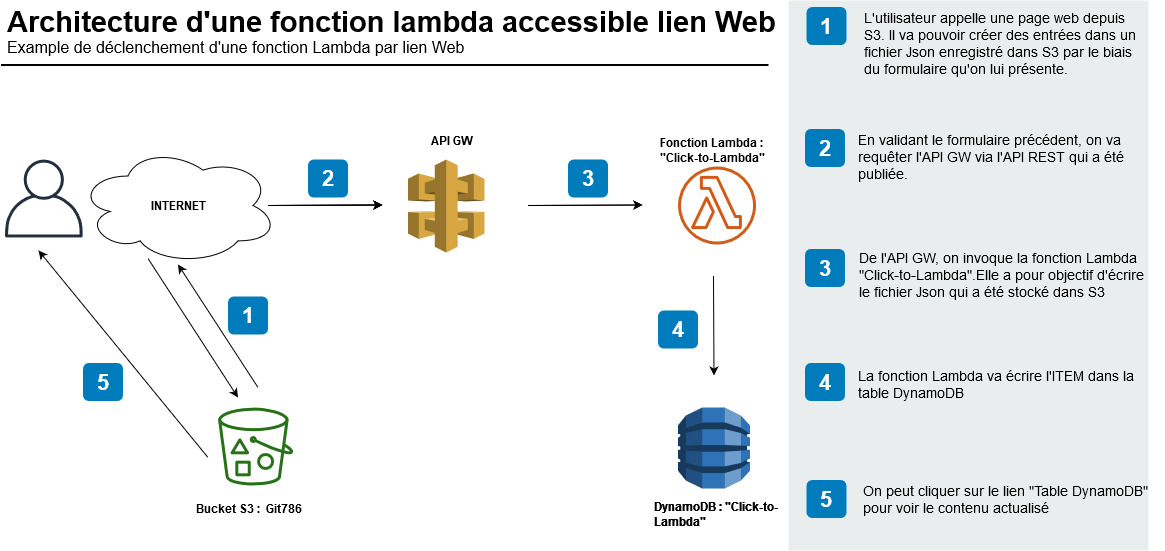 Architecture d'une fonction lambda accessible lien Web
Example de déclenchement d'une fonction Lambda par lien Web
INTERNET
2
API GW
3
Fonction Lambda :
"Click-to-Lambda"
1
4
5
Bucket S3 : Git786
DynamoDB : "Click-to-
Lambda"
1
L'utilisateur appelle une page web depuis
S3. Il va pouvoir créer des entrées dans un
fichier Json enregistré dans S3 par le biais
du formulaire qu'on lui présente.
2
En validant le formulaire précédent, on va
requêter l'API GW via l'API REST qui a été
publiée.
3
De l'API GW, on invoque la fonction Lambda
"Click-to-Lambda".Elle a pour objectif d'écrire
le fichier Json qui a été stocké dans S3
4
La fonction Lambda va écrire l'ITEM dans la
table DynamoDB
5
On peut cliquer sur le lien "Table DynamoDB"
pour voir le contenu actualisé